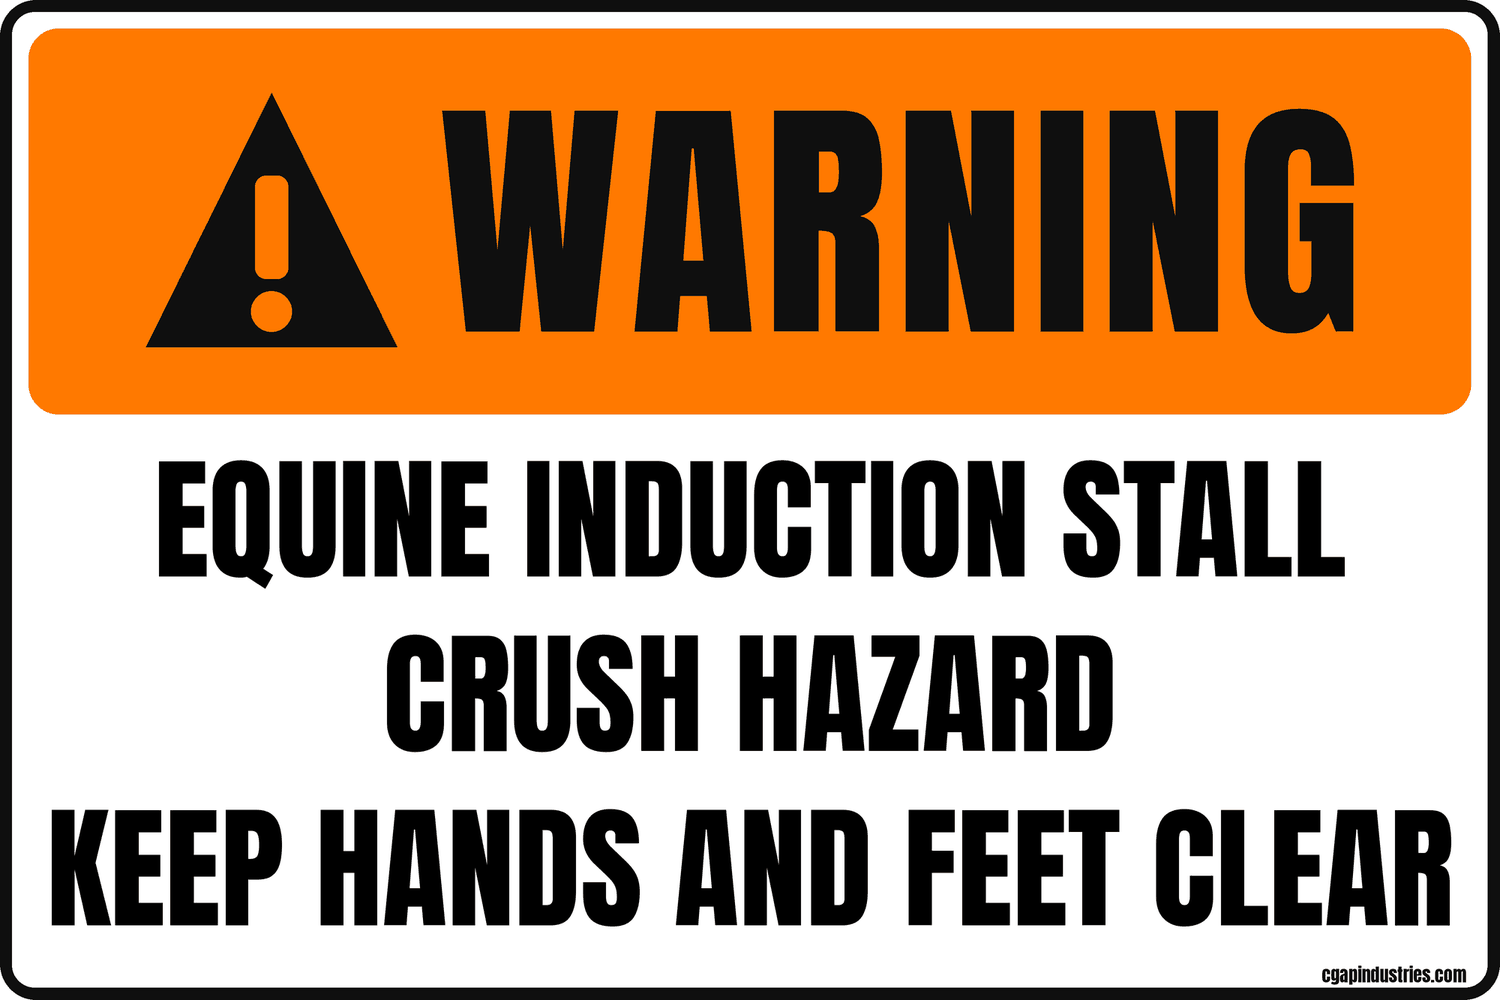 WARNING
EQUINE INDUCTION STALL
CRUSH HAZARD
KEEP HANDS AND FEET CLEAR
cgapindustries.com